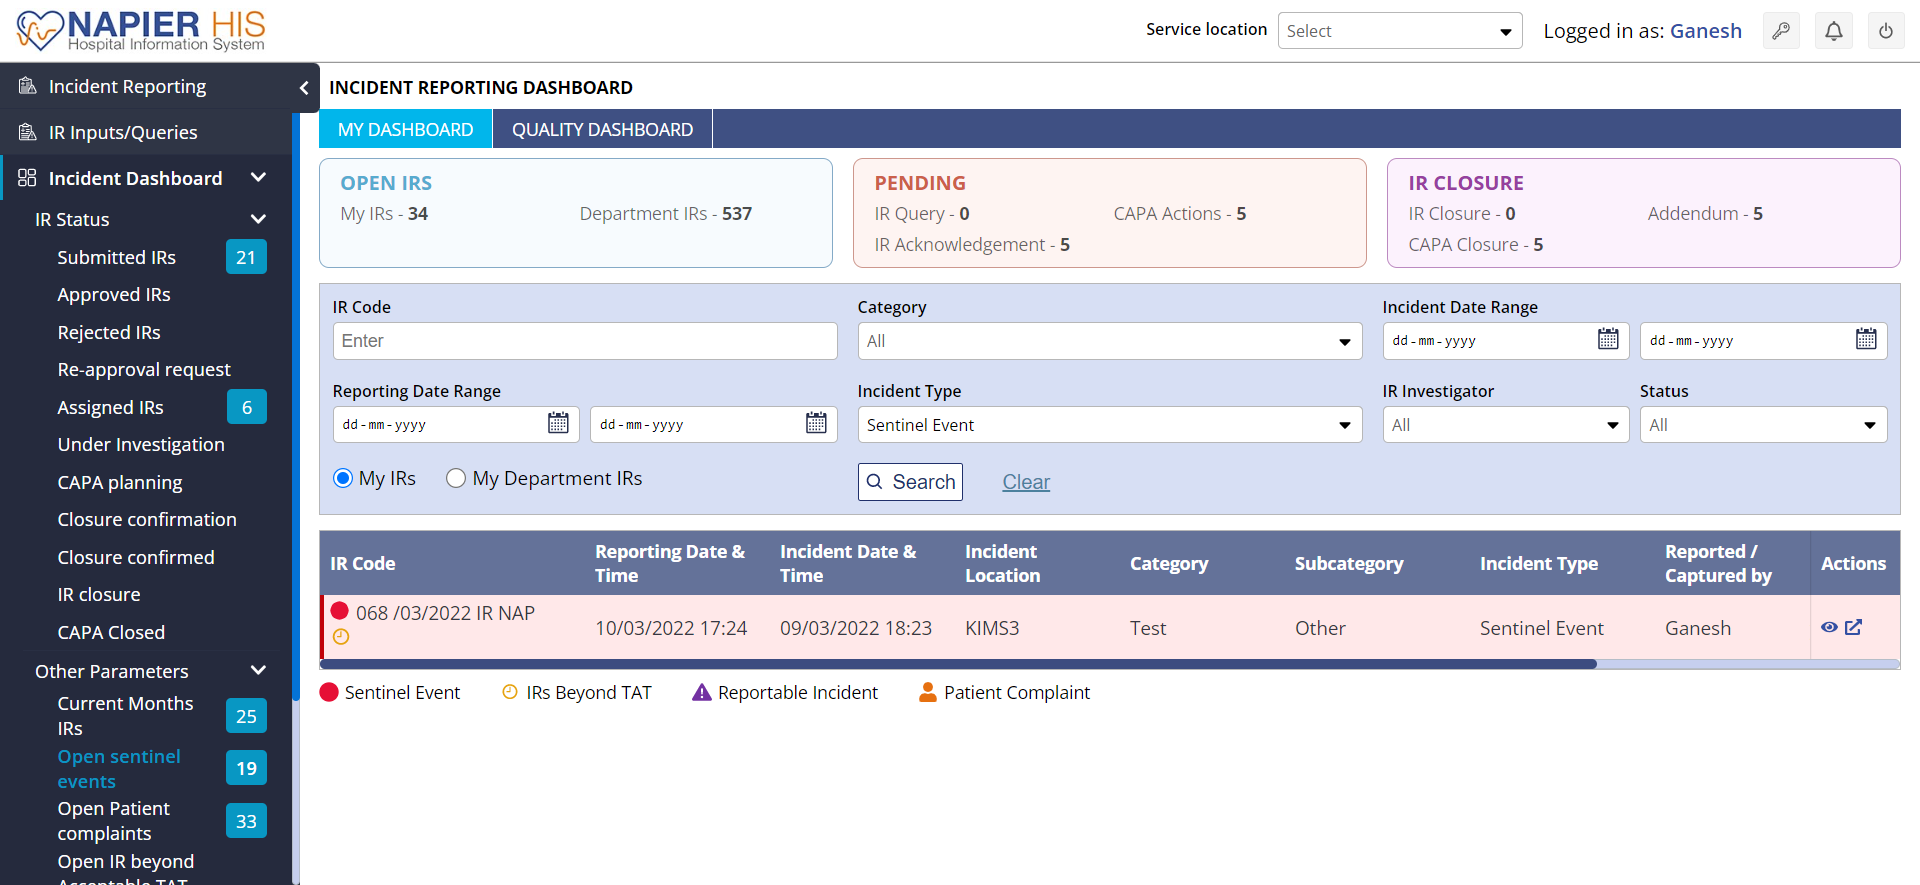 NAPIER HIS
Hospital Information System
Service location
Select
Logged in as: Ganesh
Incident Reporting
IR Inputs/Queries
Incident Dashboard
IR Status
Submitted IRs 21
Approved IRs
Rejected IRs
Re-approval request
Assigned IRs 6
Under Investigation
CAPA planning
Closure confirmation
Closure confirmed
IR closure
CAPA Closed
Other Parameters
Current Months
IRs
25
Open sentinel
events
19
Open Patient
complaints
33
Open IR beyond
Acceptable TAT
INCIDENT REPORTING DASHBOARD
MY DASHBOARD QUALITY DASHBOARD
OPEN IRS
My IRs - 34 Department IRs - 537
PENDING
IR Query - 0 CAPA Actions - 5
IR Acknowledgement - 5
IR CLOSURE
IR Closure - 0 Addendum - 5
CAPA Closure - 5
IR Code Category Incident Date Range
Enter All dd-mm-yyyy dd-mm-yyyy
Reporting Date Range Incident Type IR Investigator Status
dd-mm-yyyy dd-mm-yyyy Sentinel Event All All
My IRs My Department IRs Search Clear
IR Code
Reporting Date &
Time
Incident Date &
Time
Incident
Location
Category
Subcategory
Incident Type
Reported /
Captured by
Actions
068 /03/2022 IR NAP 10/03/2022 17:24 09/03/2022 18:23 KIMS3 Test Other Sentinel Event Ganesh
Sentinel Event IRs Beyond TAT Reportable Incident Patient Complaint